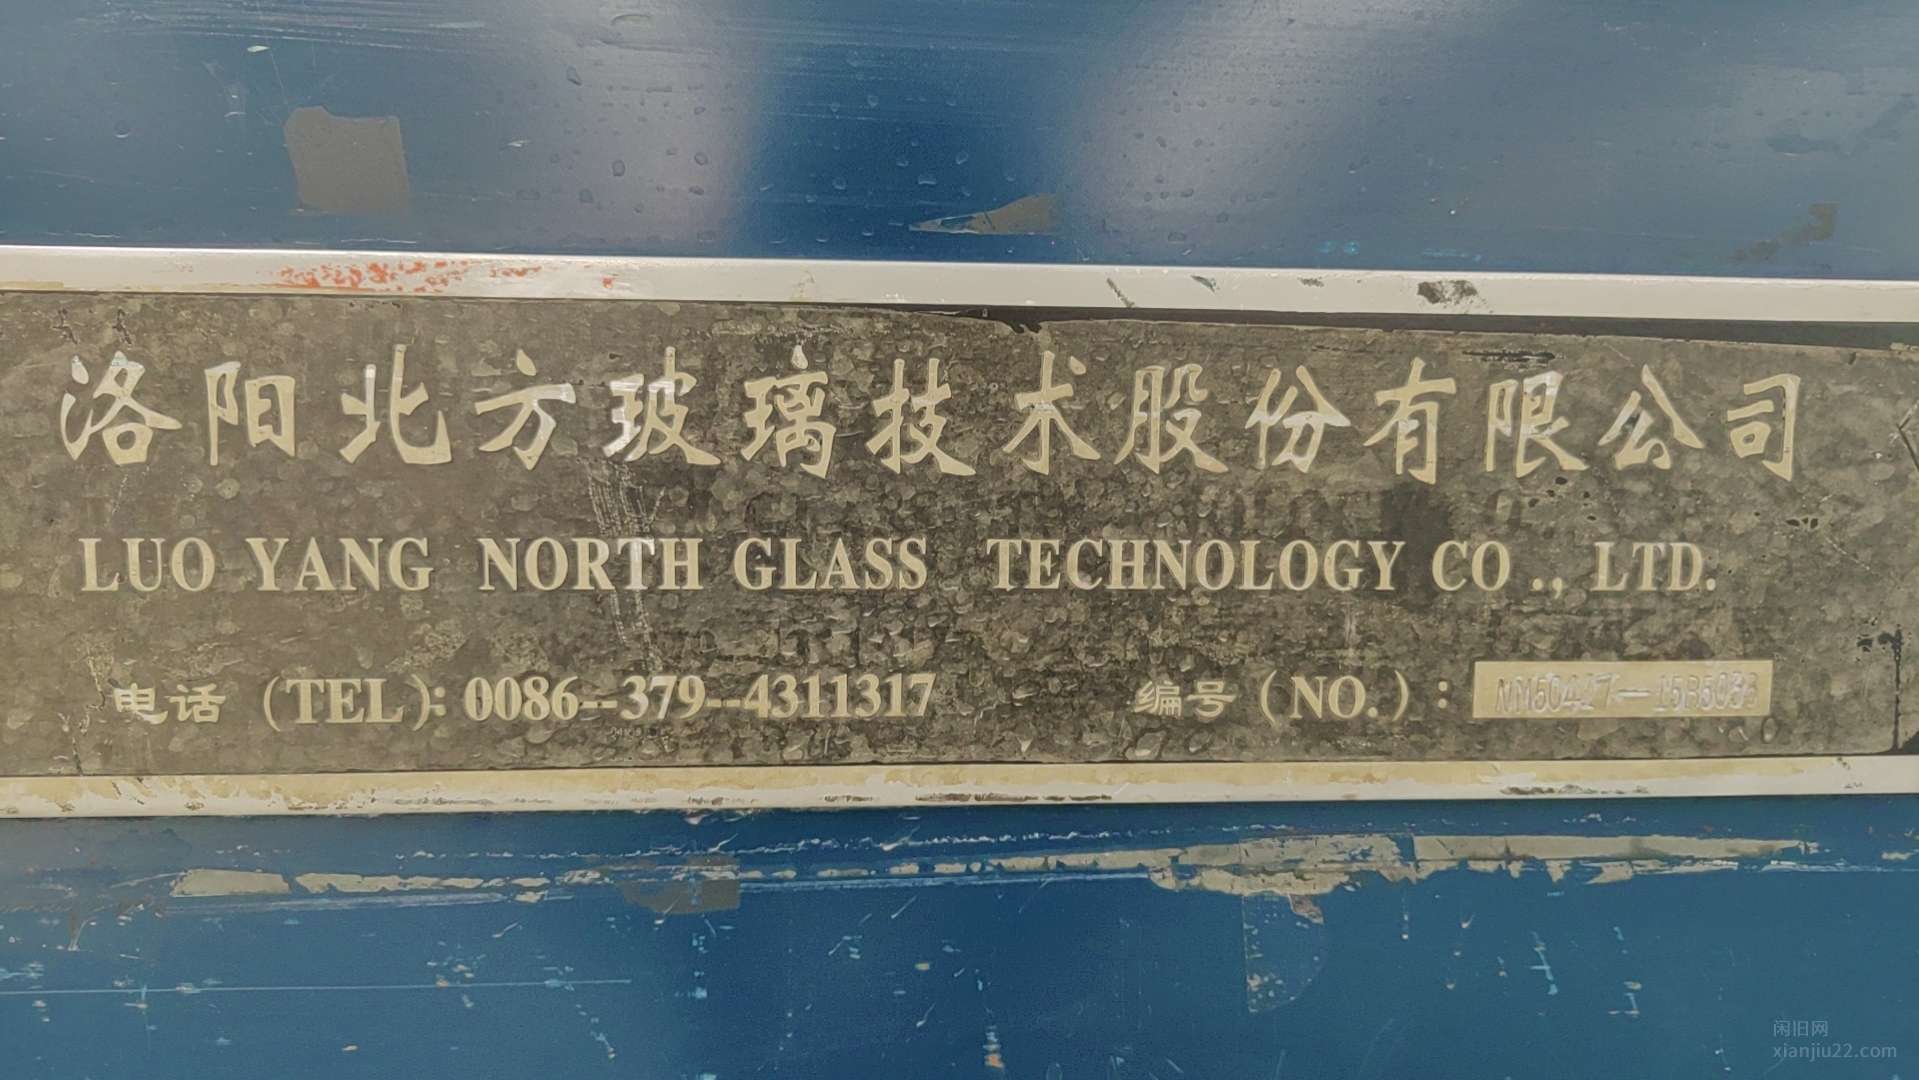 洛阳北方玻璃技术股份有限公司
LUO YANG NORTH GLASS TECHNOLOGY CO., LTD.
电话 (TEL): 0086--379--4311317 编号 (NO.):
闲旧网
xianjiu22.com